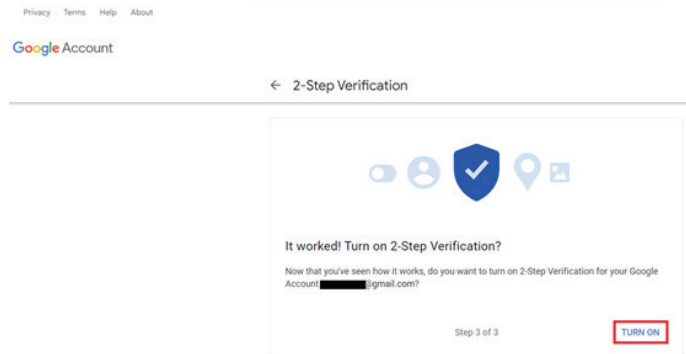 Privacy Terms Help About
Google Account
← 2-Step Verification
It worked! Turn on 2-Step Verification?
Now that you've seen how it works, do you want to turn on 2-Step Verification for your Google
Account @gmail.com?
Step 3 of 3 TURN ON